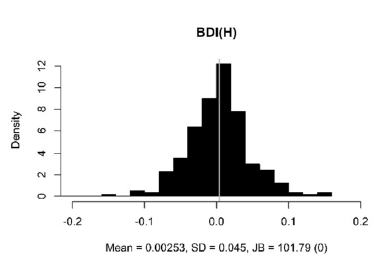 BDI(H)
Density
12
10
8
6
4
2
0
-0.2 -0.1 0.0 0.1 0.2
Mean = 0.00253, SD = 0.045, JB = 101.79 (0)